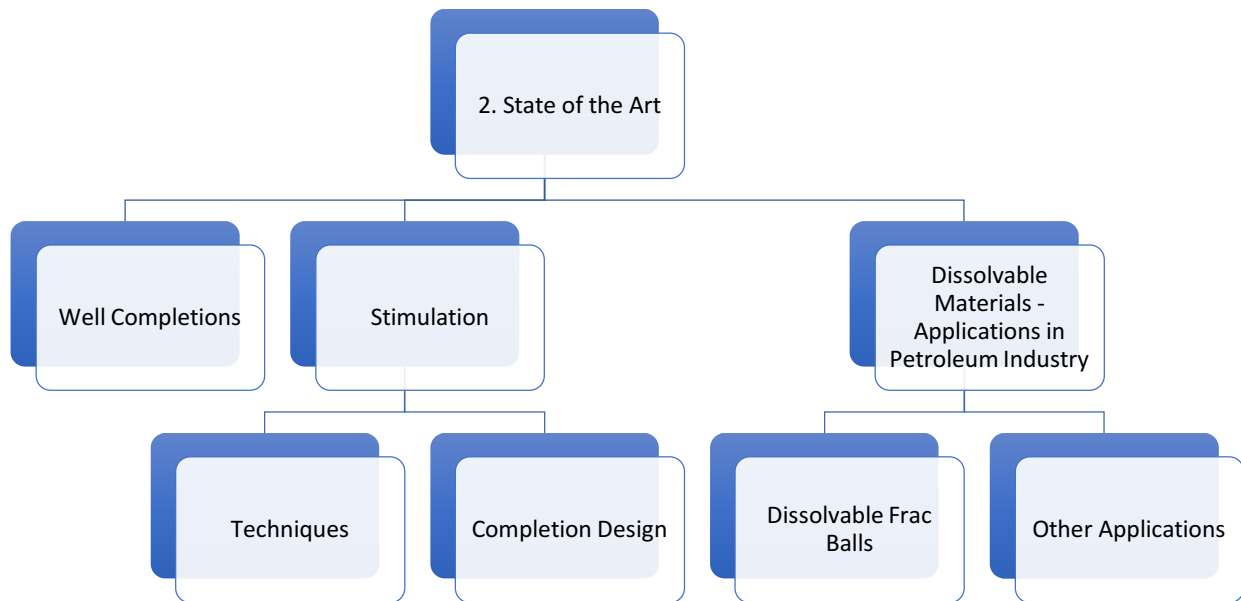 2. State of the Art
Well Completions
Stimulation
Dissolvable
Materials -
Applications in
Petroleum Industry
Techniques
Completion Design
Dissolvable Frac
Balls
Other Applications